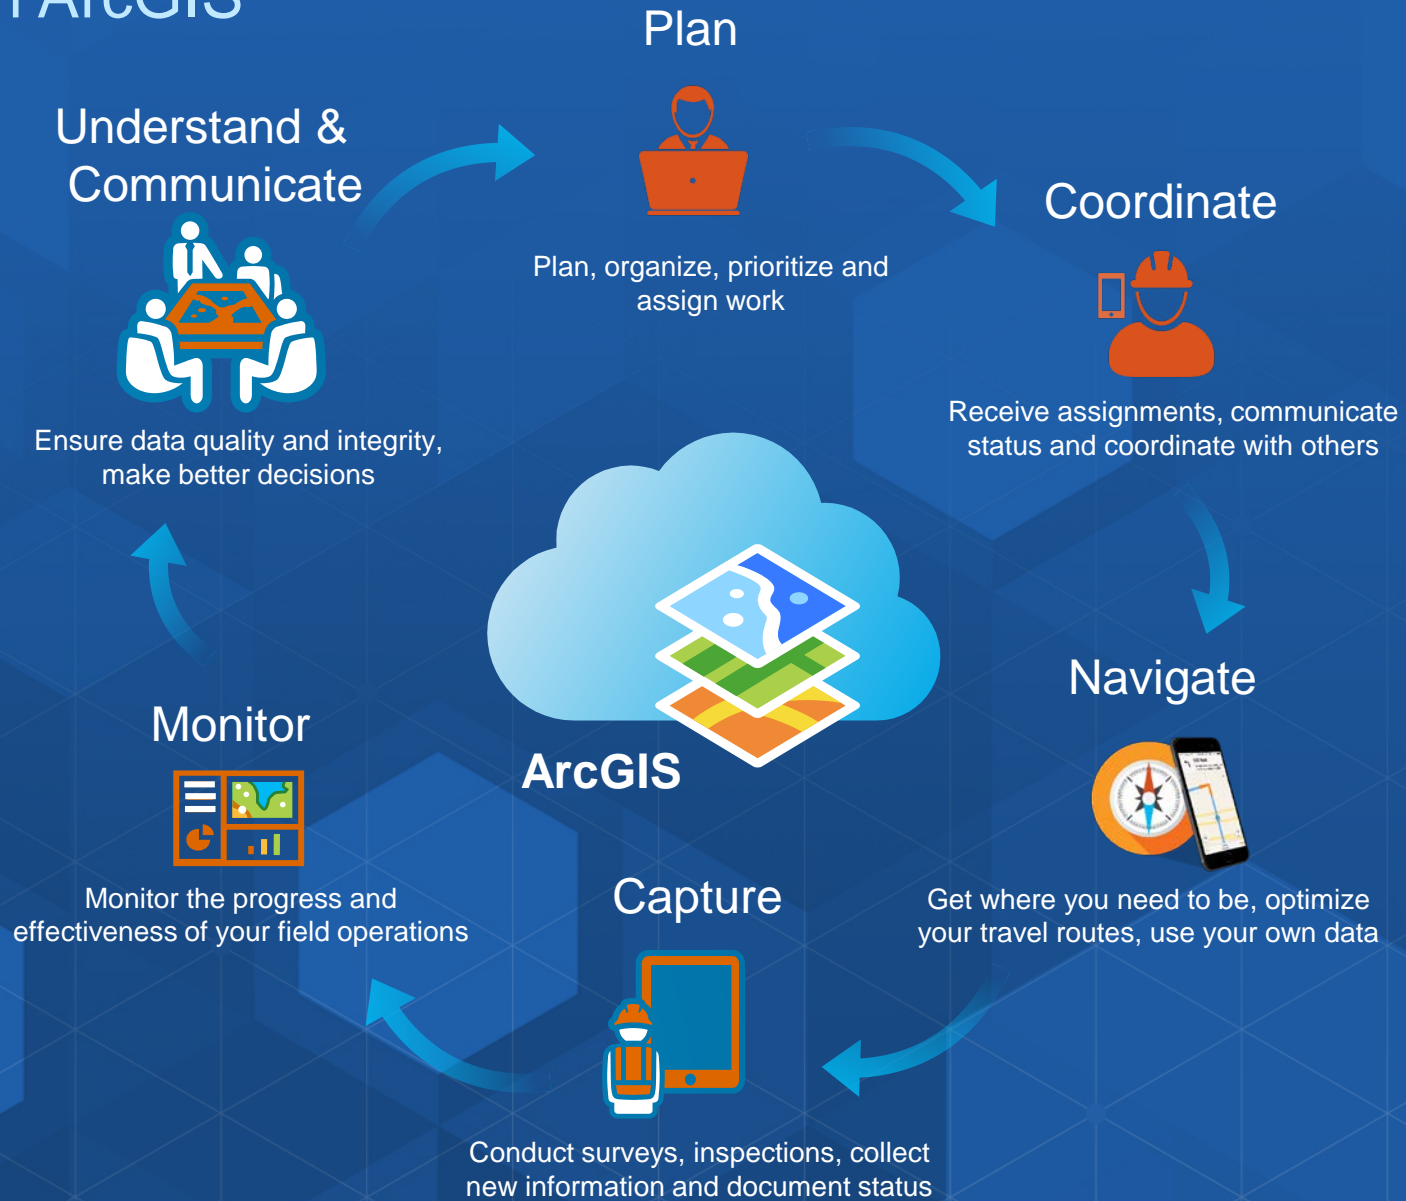 ArcGIS
Plan
Plan, organize, prioritize and
assign work
Coordinate
Receive assignments, communicate
status and coordinate with others
Navigate
Get where you need to be, optimize
your travel routes, use your own data
Capture
Conduct surveys, inspections, collect
new information and document status
Monitor
Monitor the progress and
effectiveness of your field operations
Understand &
Communicate
Ensure data quality and integrity,
make better decisions
ArcGIS